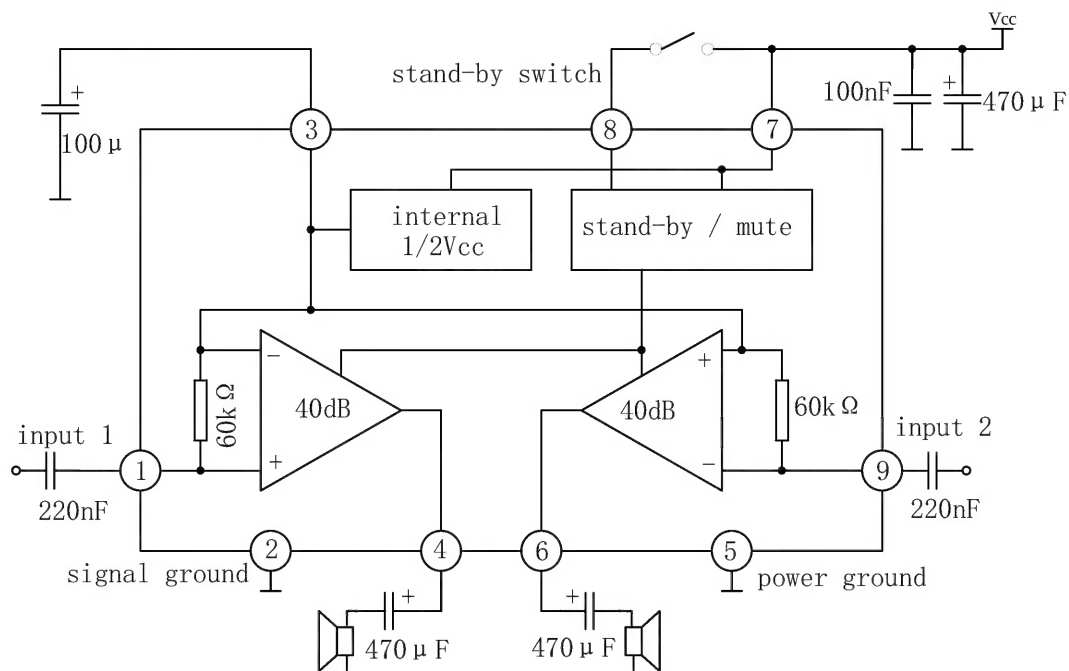 Vcc
stand-by switch
100nF
+
470μF
+
100μ
3
8
7
internal
1/2Vcc
stand-by / mute
−
+
40dB
40dB
60kΩ
60kΩ
input 1
input 2
+
−
1
9
220nF
220nF
2
4
6
5
signal ground
power ground
+
+
470μF
470μF